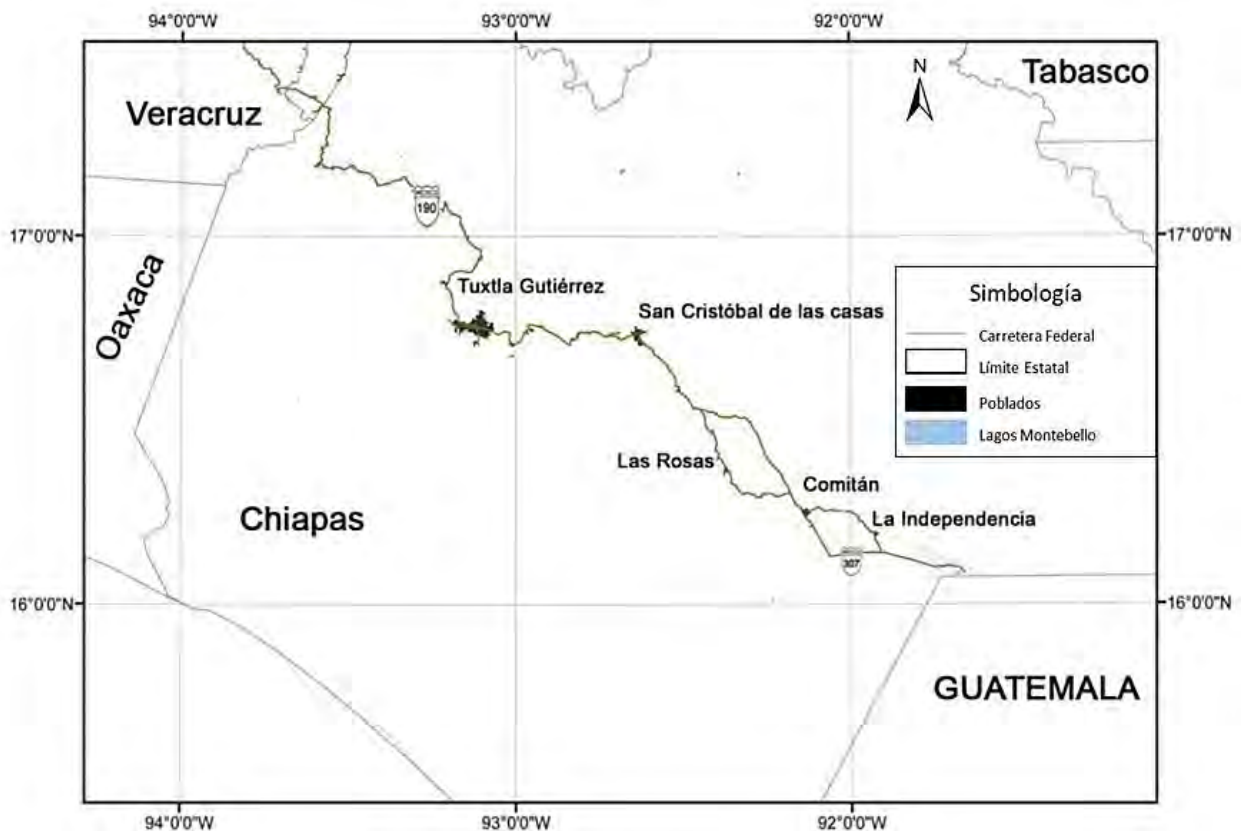 94°0'0"W
93°0'0"W
92°0'0"W
N
Tabasco
Veracruz
190
17°0'0"N
17°0'0"N
Oaxaca
Tuxtla Gutiérrez
San Cristóbal de las casas
Simbología
Carretera Federal
Límite Estatal
Poblados
Lagos Montebello
Las Rosas
Comitán
La Independencia
Chiapas
307
16°0'0"N
16°0'0"N
GUATEMALA
94°0'0"W
93°0'0"W
92°0'0"W